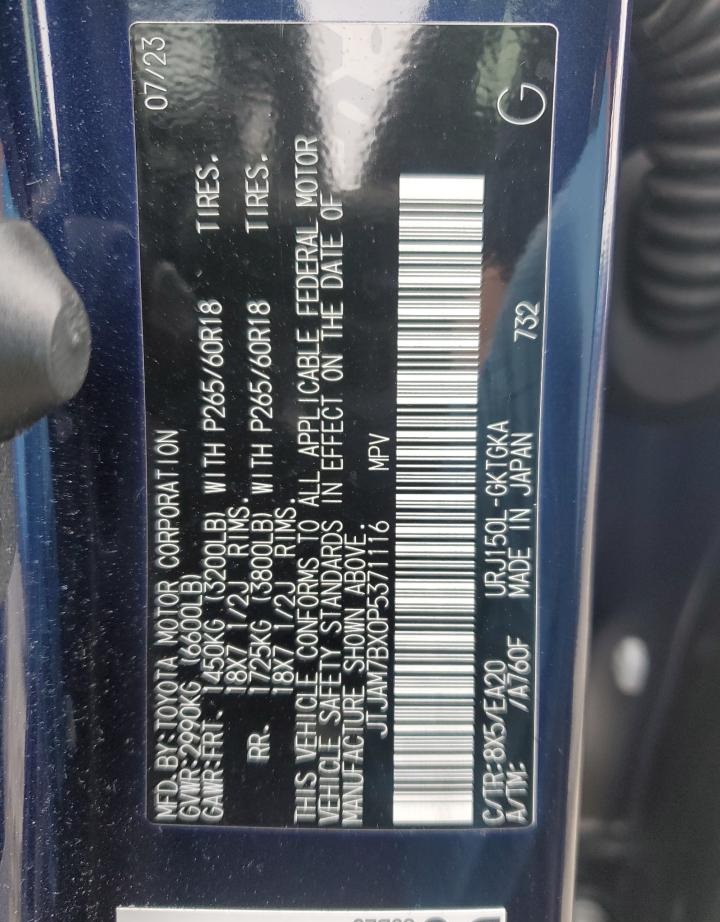 07/23
MFD.BY:TOYOTA MOTOR CORPORATION
GVWR:2990KG (6600LB)
GAWR:FRT. 1450KG (3200LB) WITH P265/60R18 TIRES.
18X7 1/2J RIMS.
RR. 1725KG (3800LB) WITH P265/60R18 TIRES.
18X7 1/2J RIMS.
THIS VEHICLE CONFORMS TO ALL APPLICABLE FEDERAL MOTOR
VEHICLE SAFETY STANDARDS IN EFFECT ON THE DATE OF
MANUFACTURE SHOWN ABOVE.
JTJAM7BX0P5371116 MPV
C/TR:8X5/EA20 URJ150L-GKTGKA
A/TM: /A760F MADE IN JAPAN 732
G